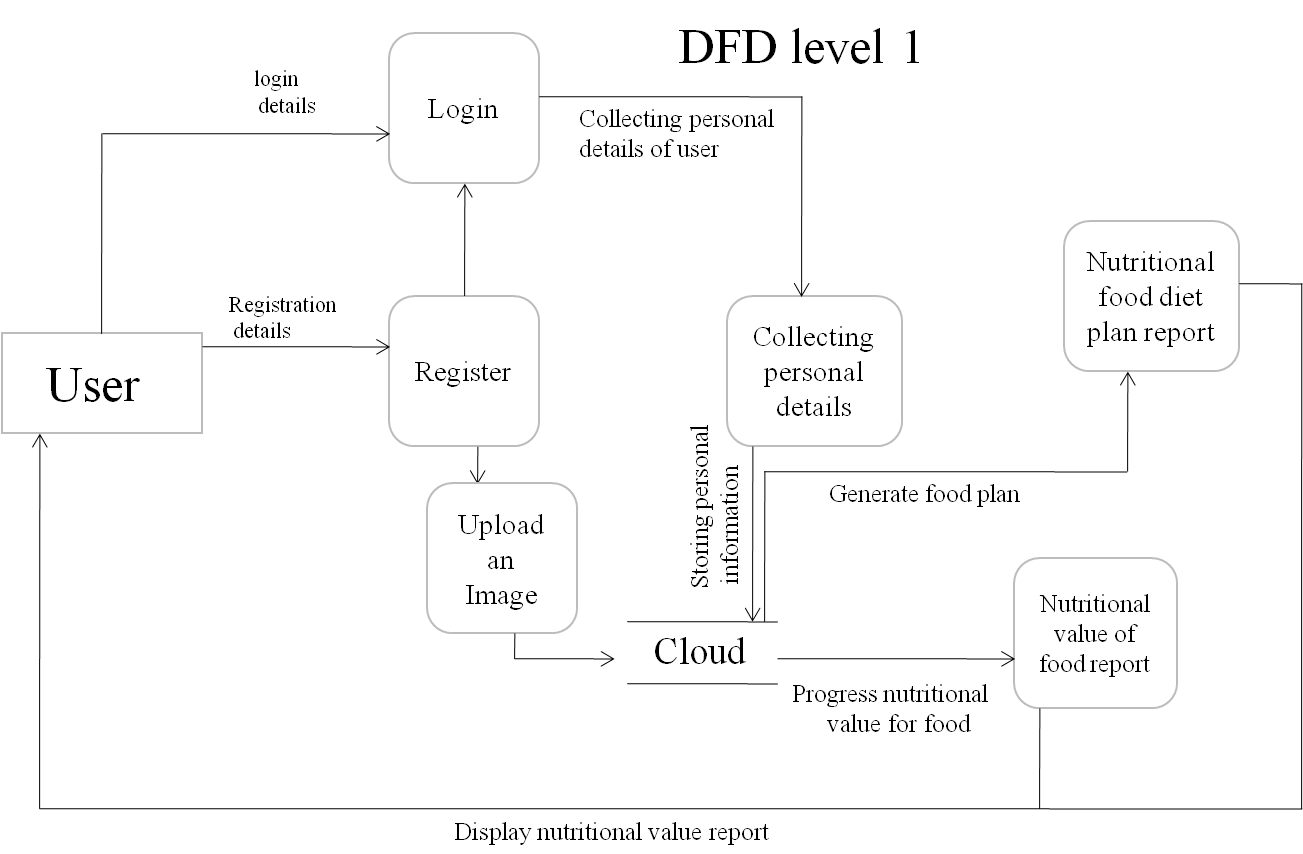 DFD level 1
login
details
Login
Collecting personal
details of user
Registration
details
User
Register
Collecting
personal
details
Nutritional
food diet
plan report
Storing personal
information
Generate food plan
Upload
an
Image
Cloud
Nutritional
value of
food report
Progress nutritional
value for food
Display nutritional value report